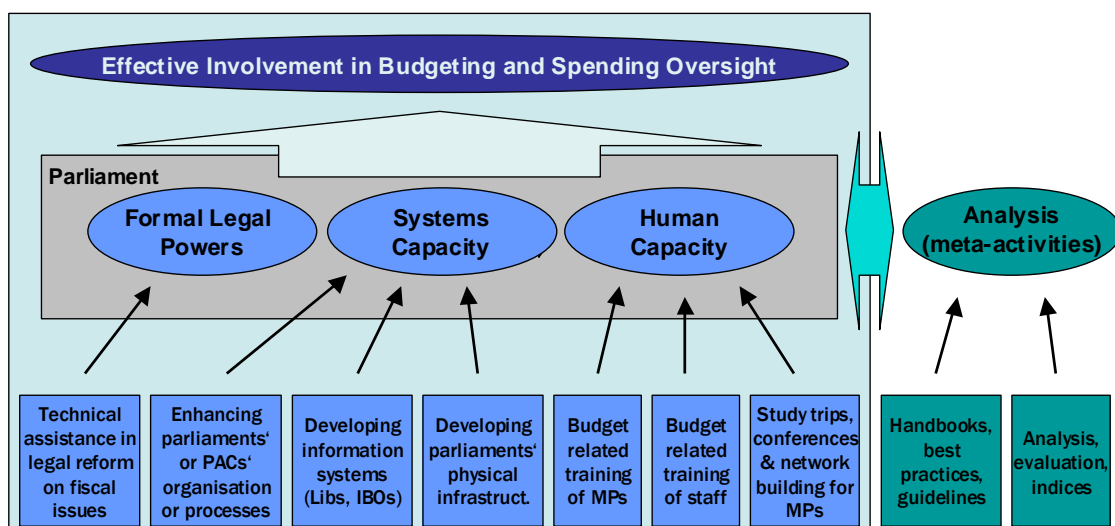 Effective Involvement in Budgeting and Spending Oversight
Parliament
Formal Legal
Powers
Systems
Capacity
Human
Capacity
Analysis
(meta-activities)
Technical
assistance in
legal reform
on fiscal
issues
Enhancing
parliaments‘
or PACs‘
organisation
or processes
Developing
information
systems
(Libs, IBOs)
Developing
parliaments‘
physical
infrastruct.
Budget
related
training
of MPs
Budget
related
training
of staff
Study trips,
conferences
& network
building for
MPs
Handbooks,
best
practices,
guidelines
Analysis,
evaluation,
indices